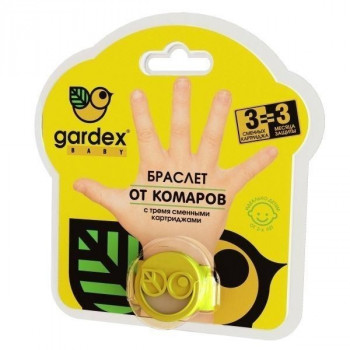 gardex®
BABY
3=3
СМЕННЫХ КАРТРИДЖА
МЕСЯЦА ЗАЩИТЫ
БРАСЛЕТ
ОТ КОМАРОВ
с тремя сменными
картриджами